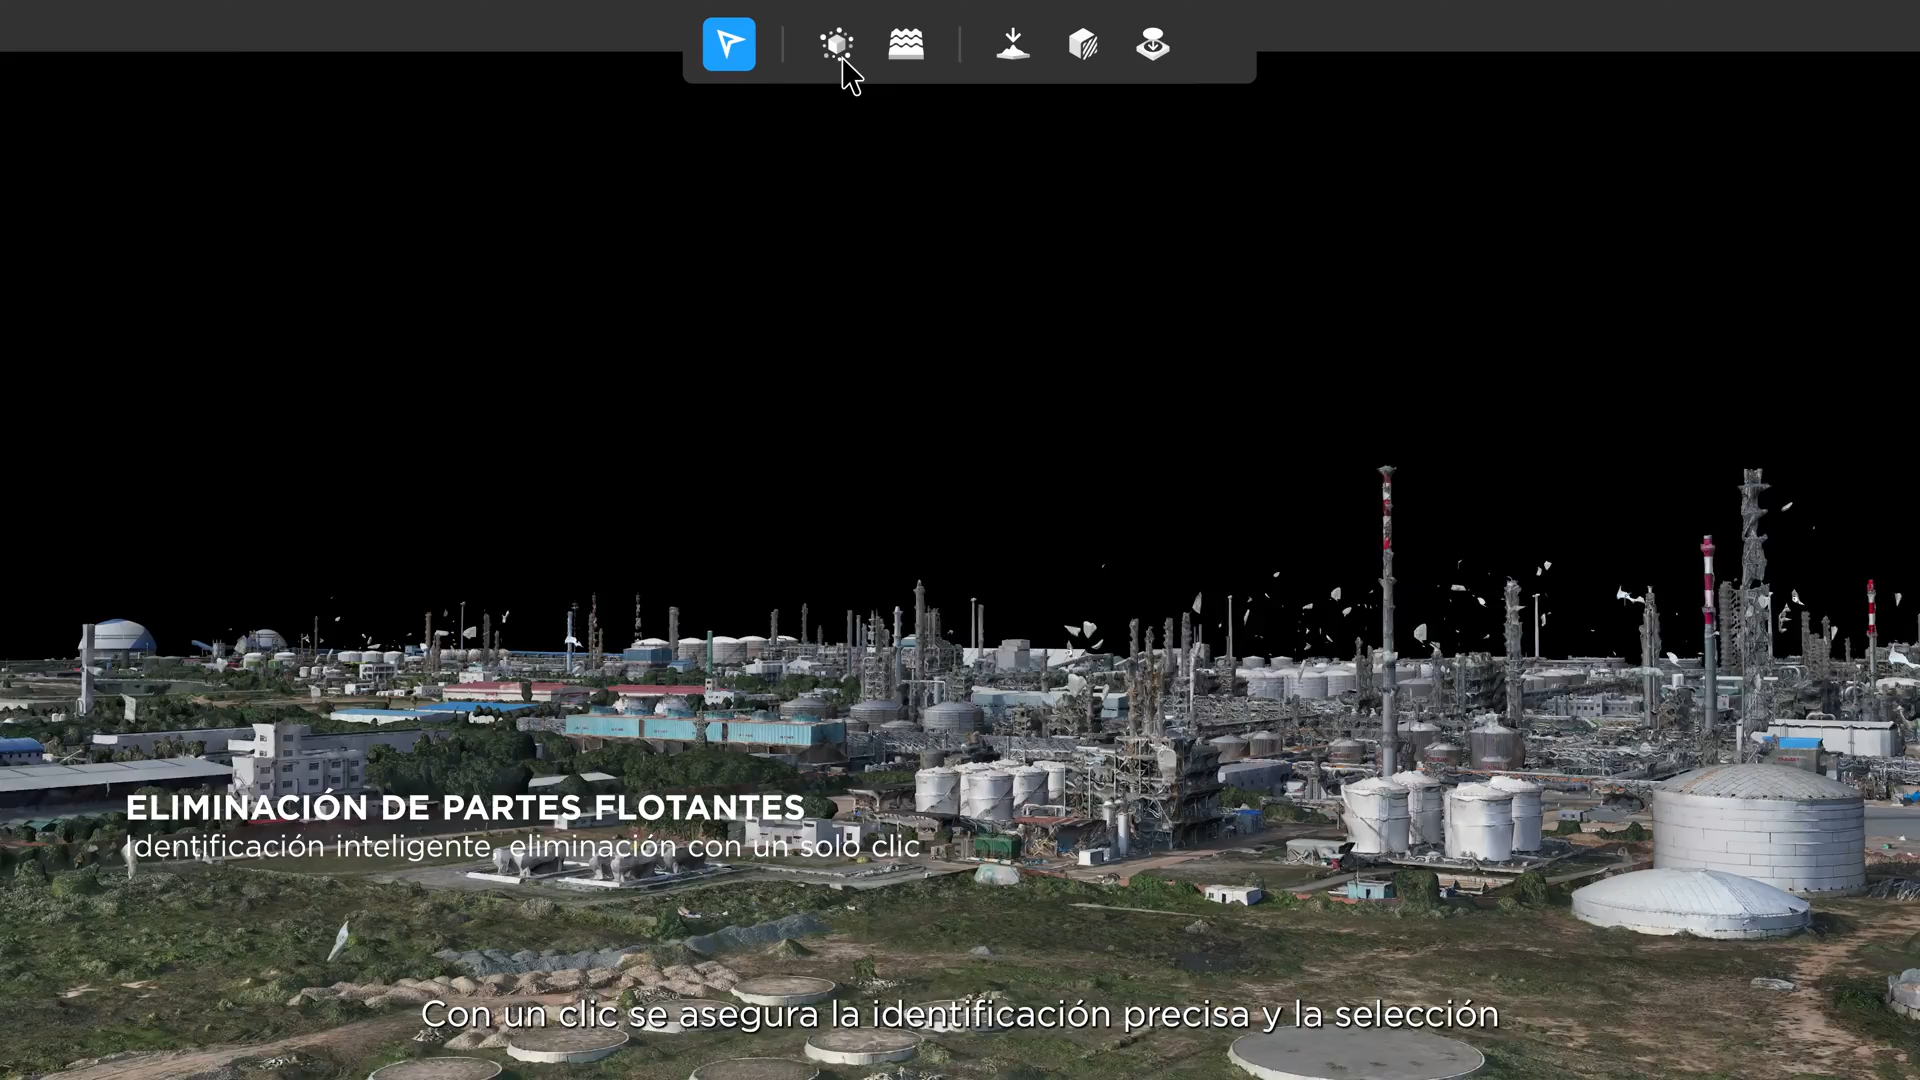 ELIMINACIÓN DE PARTES FLOTANTES
Identificación inteligente, eliminación con un solo clic
Con un clic se asegura la identificación precisa y la selección